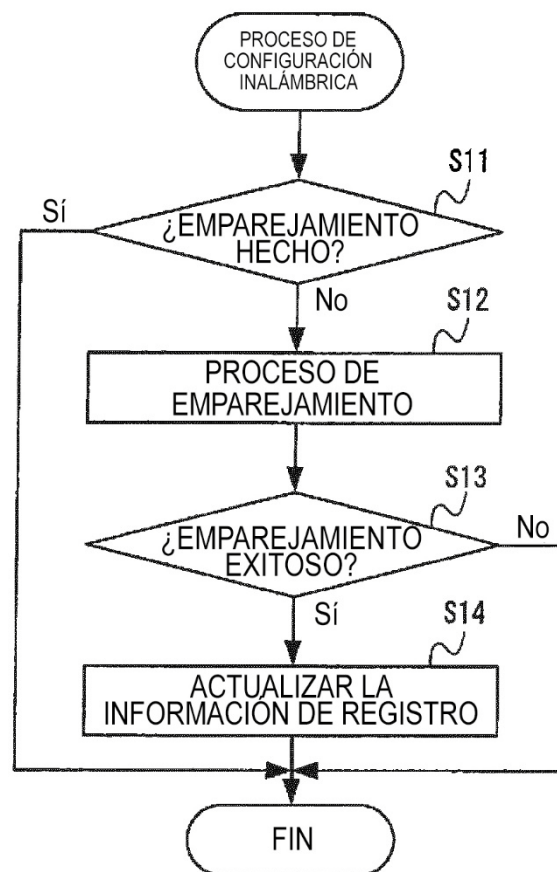 PROCESO DE
CONFIGURACIÓN
INALÁMBRICA
S11
Sí
¿EMPAREJAMIENTO
HECHO?
No
S12
PROCESO DE
EMPAREJAMIENTO
S13
¿EMPAREJAMIENTO
EXITOSO?
No
Sí
S14
ACTUALIZAR LA
INFORMACIÓN DE REGISTRO
FIN